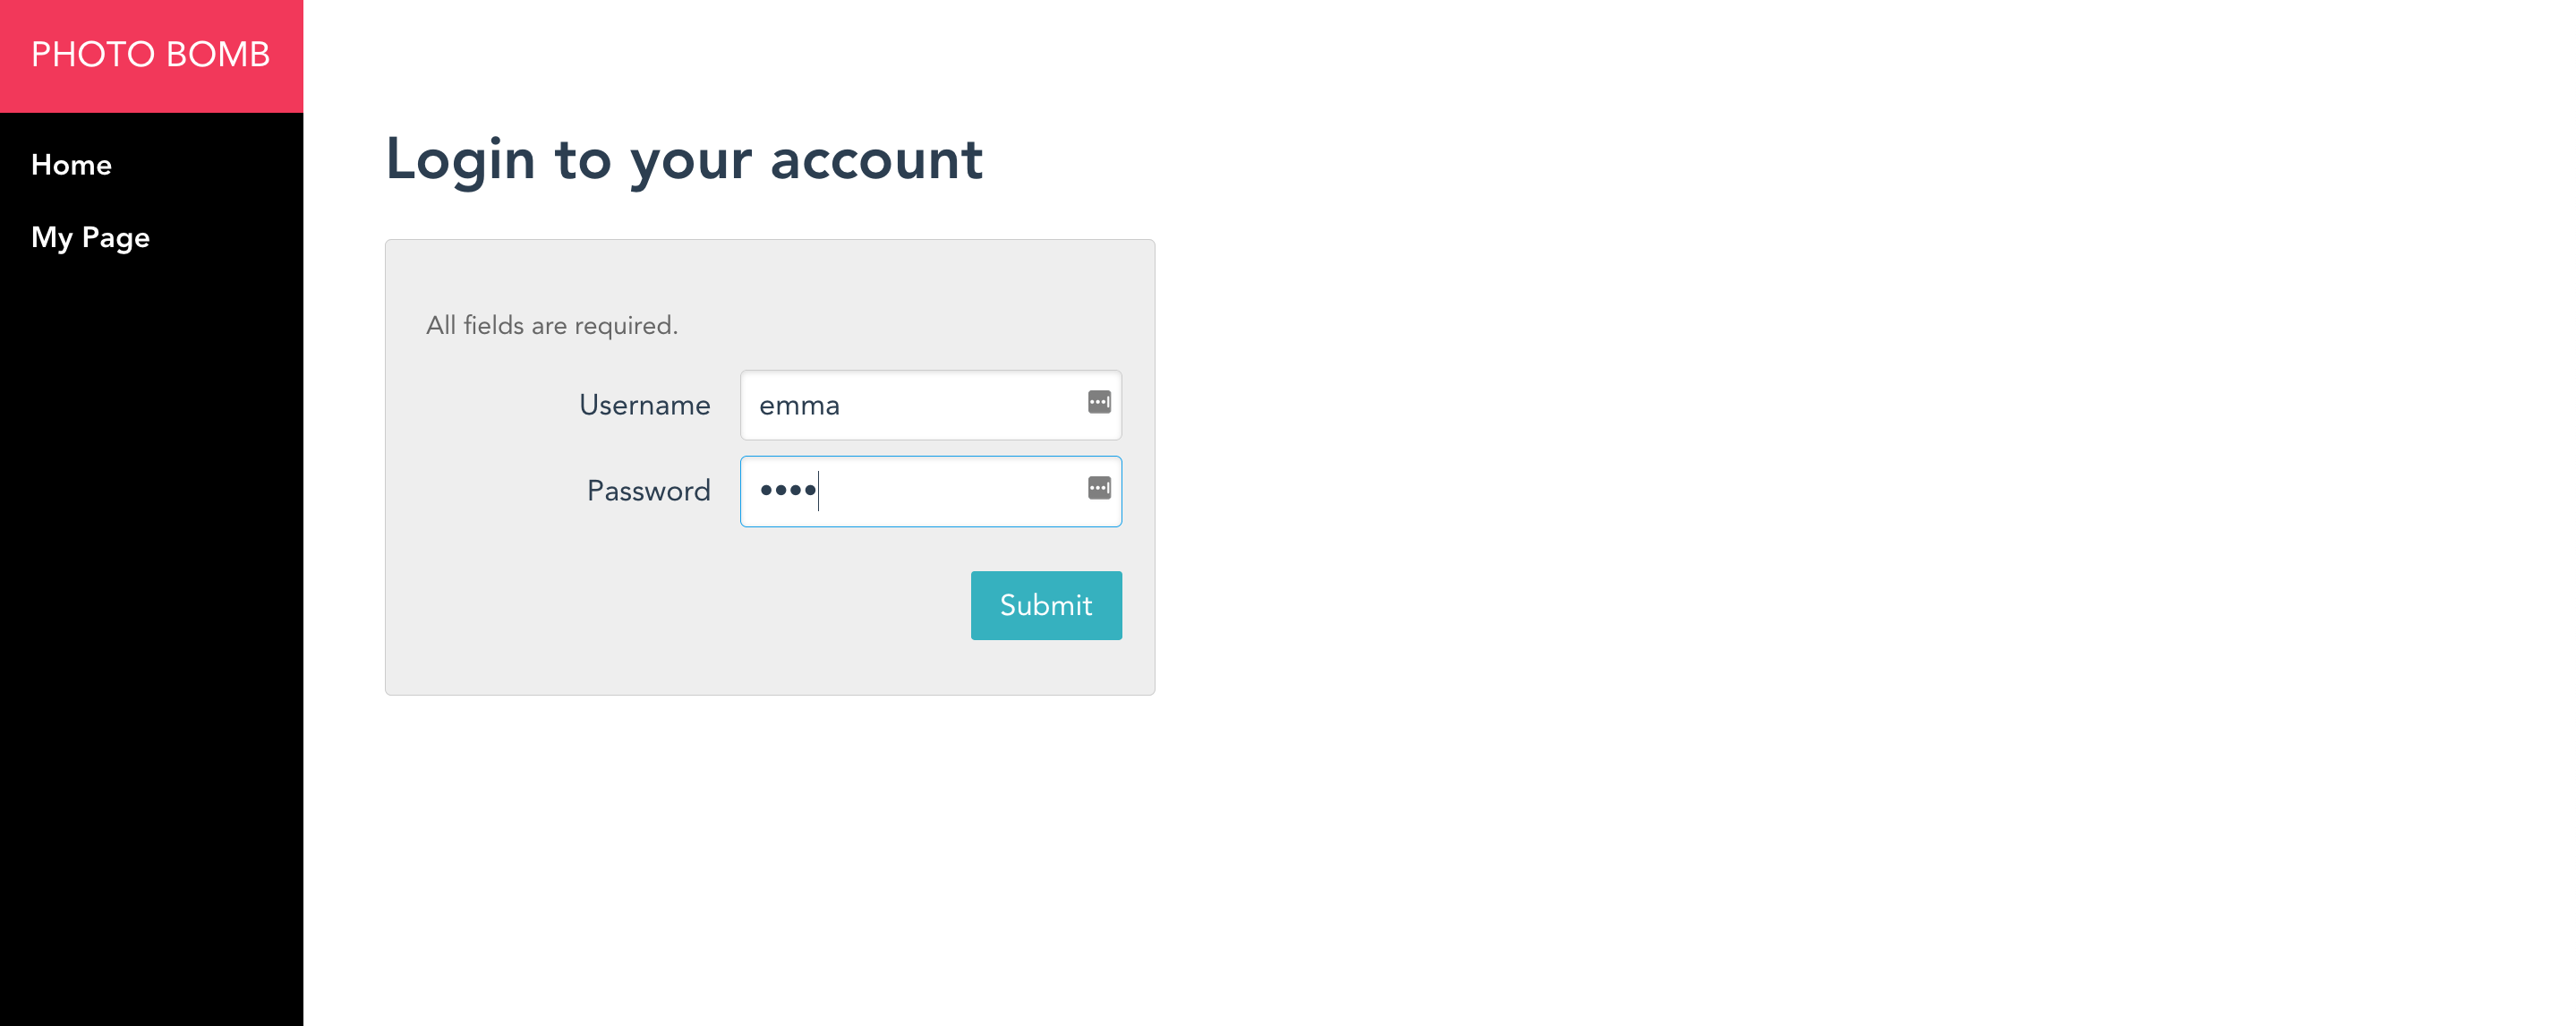 PHOTO BOMB
Home
My Page
Login to your account
All fields are required.
Username emma
Password ••••
Submit